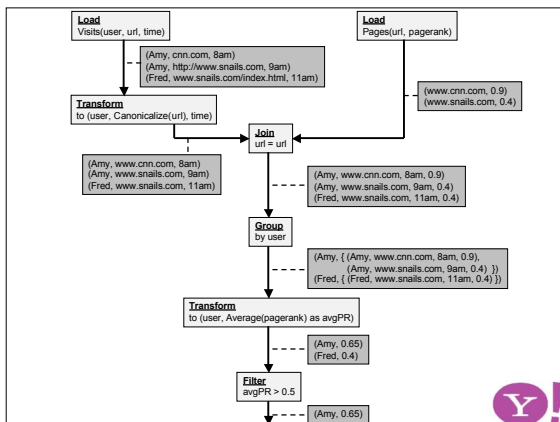 Load
Visits(user, url, time)
Load
Pages(url, pagerank)
(Amy, cnn.com, 8am)
(Amy, http://www.snails.com, 9am)
(Fred, www.snails.com/index.html, 11am)
(www.cnn.com, 0.9)
(www.snails.com, 0.4)
Transform
to (user, Canonicalize(url), time)
Join
url = url
(Amy, www.cnn.com, 8am)
(Amy, www.snails.com, 9am)
(Fred, www.snails.com, 11am)
(Amy, www.cnn.com, 8am, 0.9)
(Amy, www.snails.com, 9am, 0.4)
(Fred, www.snails.com, 11am, 0.4)
Group
by user
(Amy, { (Amy, www.cnn.com, 8am, 0.9),
(Amy, www.snails.com, 9am, 0.4) })
(Fred, { (Fred, www.snails.com, 11am, 0.4) })
Transform
to (user, Average(pagerank) as avgPR)
(Amy, 0.65)
(Fred, 0.4)
Filter
avgPR > 0.5
(Amy, 0.65)
Y!